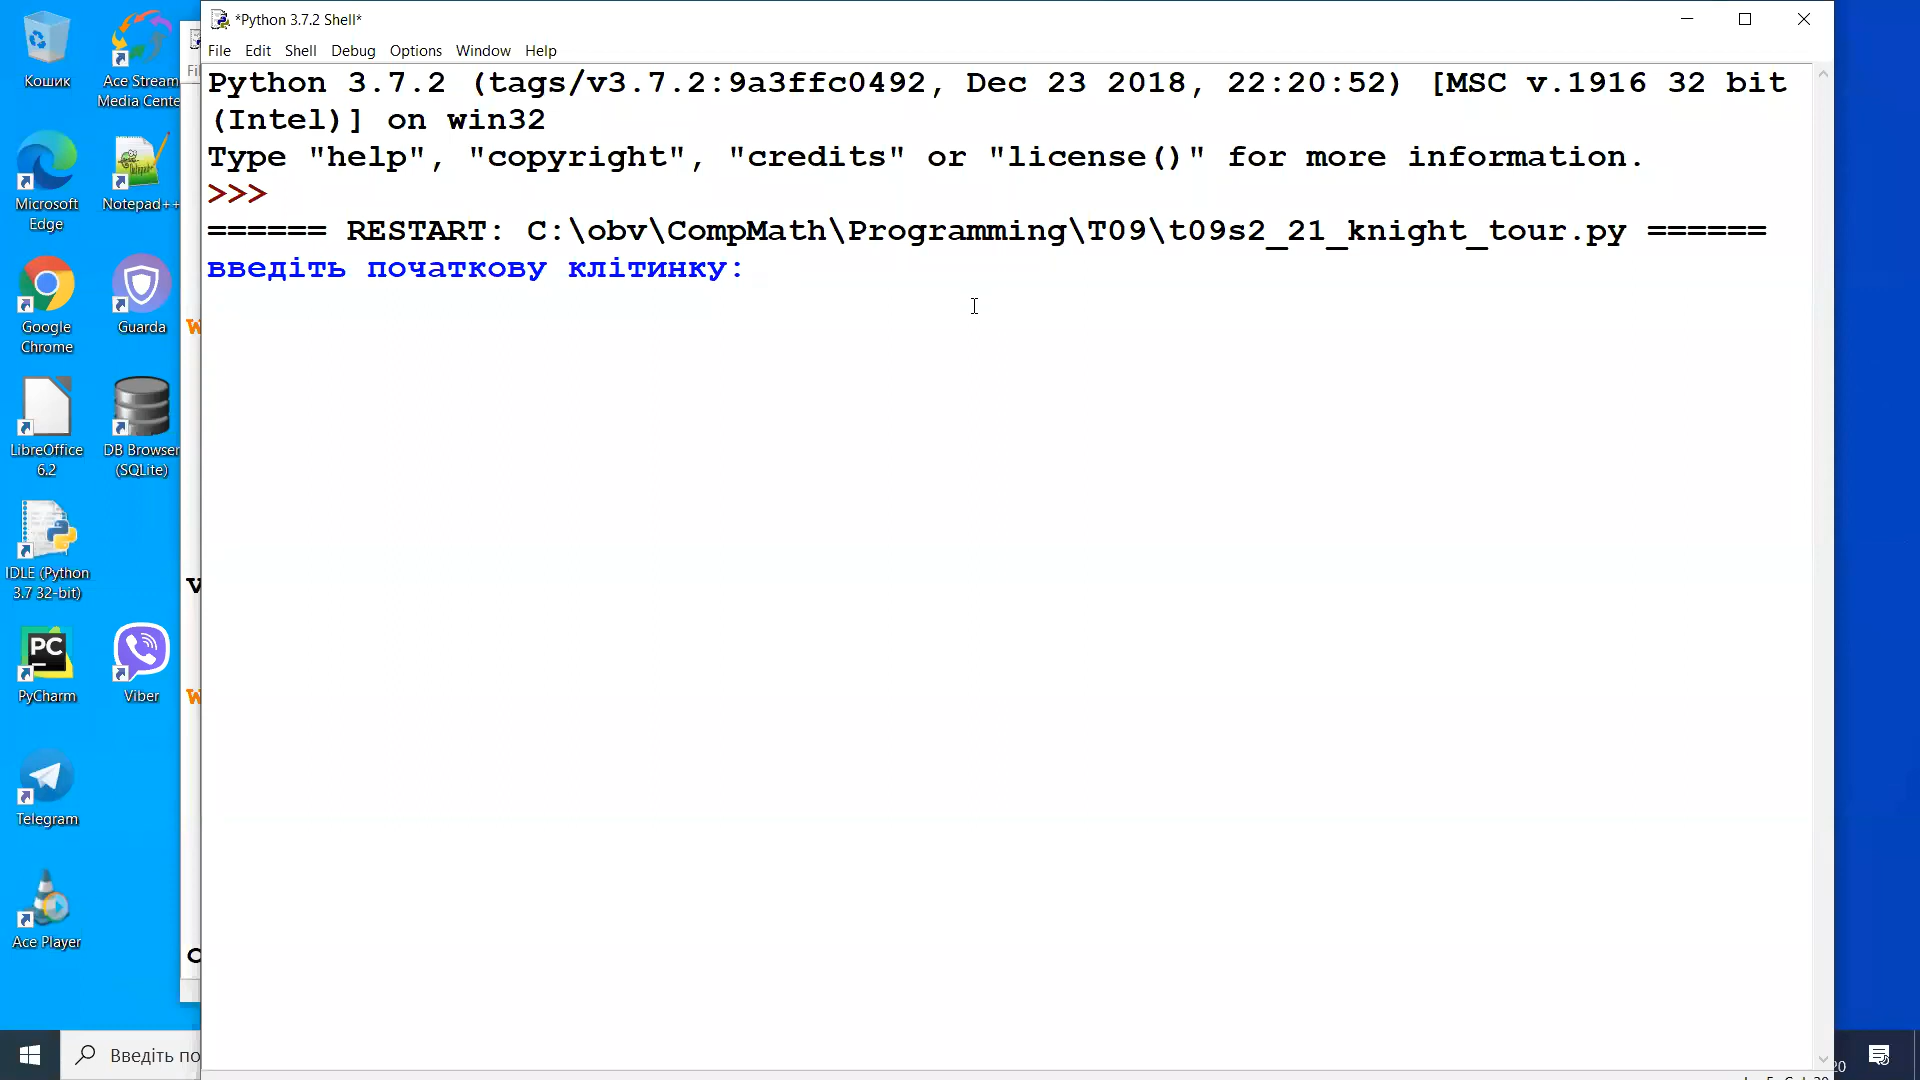 *Python 3.7.2 Shell*
File Edit Shell Debug Options Window Help
Python 3.7.2 (tags/v3.7.2:9a3ffc0492, Dec 23 2018, 22:20:52) [MSC v.1916 32 bit
(Intel)] on win32
Type "help", "copyright", "credits" or "license()" for more information.
>>>
====== RESTART: C:\obv\CompMath\Programming\T09\t09s2_21_knight_tour.py ======
введіть початкову клітинку:
Кошик
Ace Stream
Media Cente
Microsoft
Edge
Notepad++
Google
Chrome
Guarda
LibreOffice
6.2
DB Browser
(SQLite)
IDLE (Python
3.7 32-bit)
PyCharm
Viber
Telegram
Ace Player
Введіть по